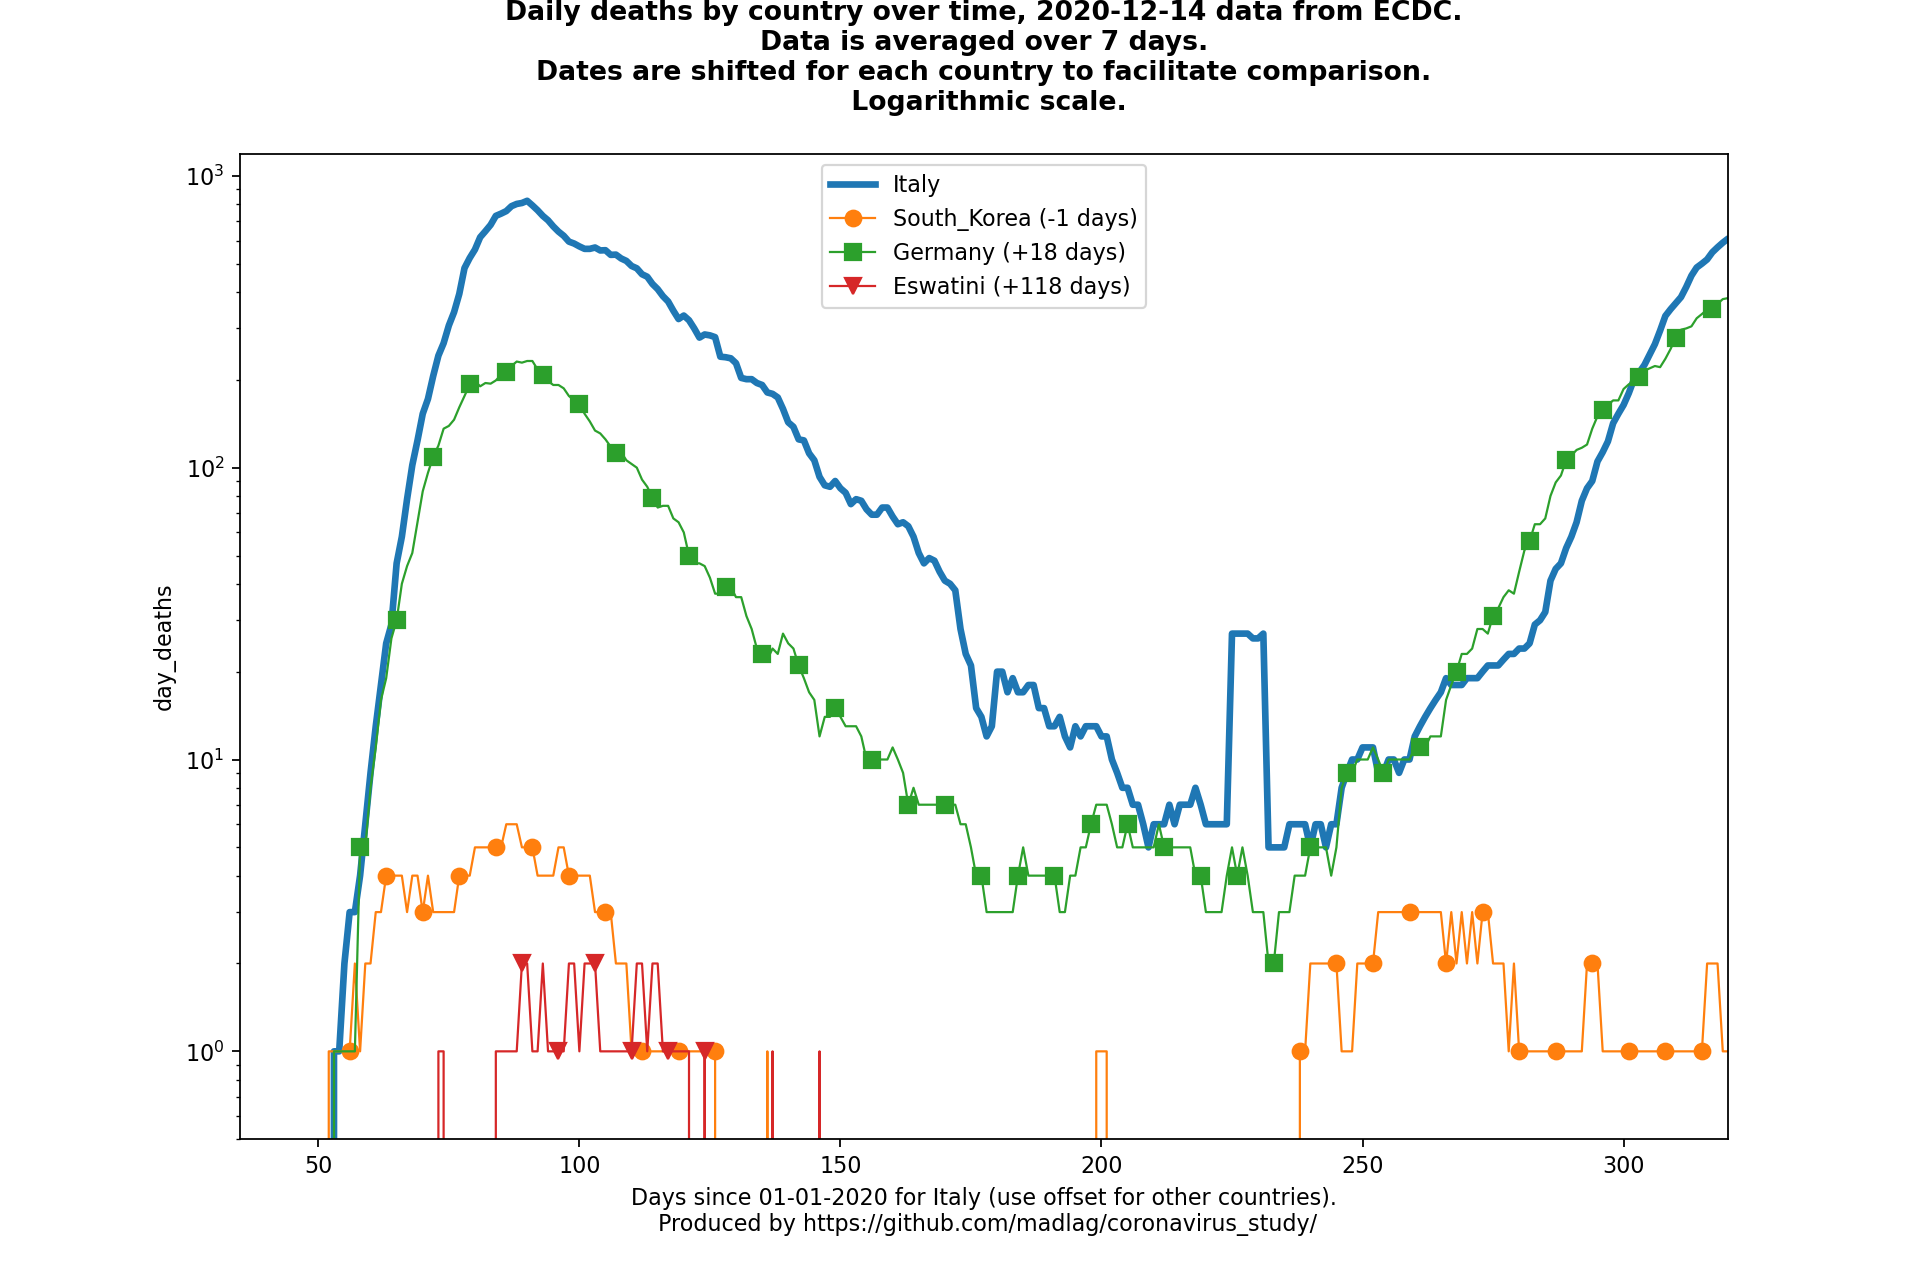 Daily deaths by country over time, 2020-12-14 data from ECDC.
Data is averaged over 7 days.
Dates are shifted for each country to facilitate comparison.
Logarithmic scale.
Italy
South_Korea (-1 days)
Germany (+18 days)
Eswatini (+118 days)
day_deaths
10³
10²
10¹
10⁰
50 100 150 200 250 300
Days since 01-01-2020 for Italy (use offset for other countries).
Produced by https://github.com/madlag/coronavirus_study/